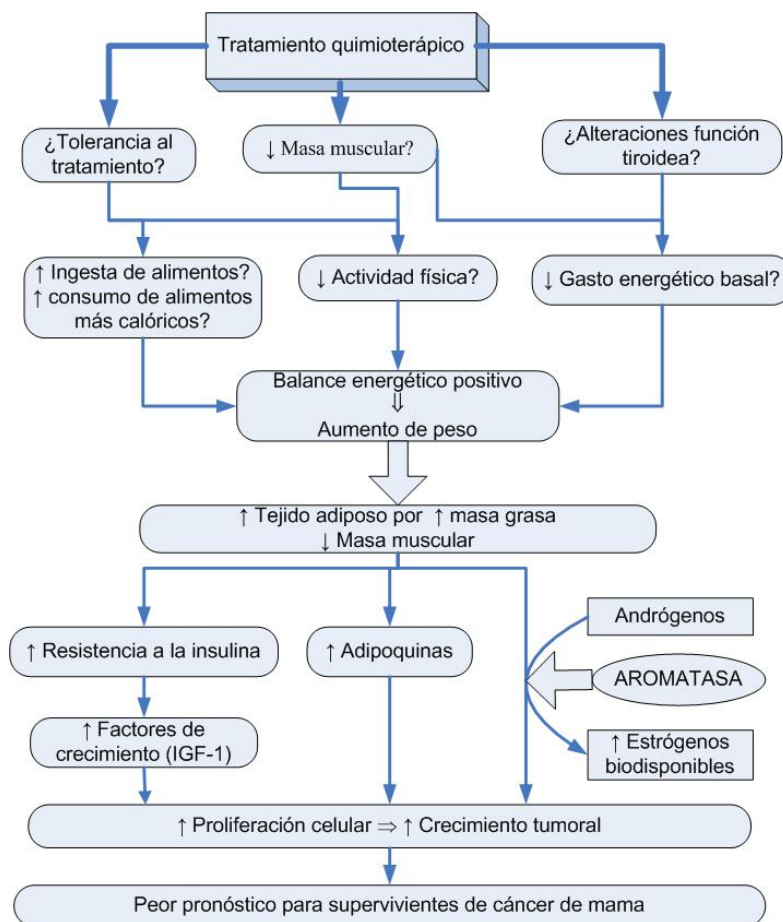 Tratamiento quimioterápico
¿Tolerancia al
tratamiento?
↓ Masa muscular?
¿Alteraciones función
tiroidea?
↑ Ingesta de alimentos?
↑ consumo de alimentos
más calóricos?
↓ Actividad física?
↓ Gasto energético basal?
Balance energético positivo
⇓
Aumento de peso
↑ Tejido adiposo por ↑ masa grasa
↓ Masa muscular
↑ Resistencia a la insulina
↑ Adipoquinas
Andrógenos
AROMATASA
↑ Factores de
crecimiento (IGF-1)
↑ Estrógenos
biodisponibles
↑ Proliferación celular ⇒ ↑ Crecimiento tumoral
Peor pronóstico para supervivientes de cáncer de mama